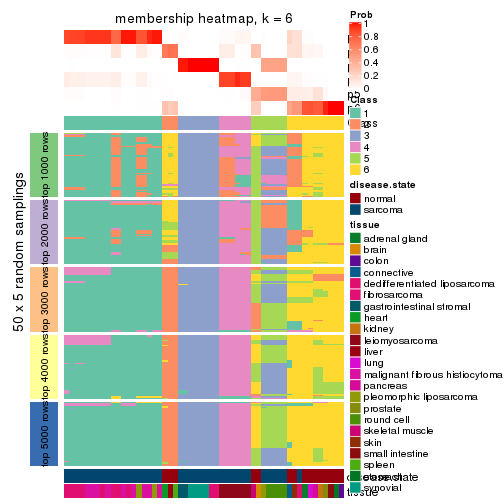 membership heatmap, k = 6
50 x 5 random samplings
top 1000 rows
top 2000 rows
top 3000 rows
top 4000 rows
top 5000 rows
Prob
1
0.8
0.6
0.4
0.2
0
Class
1
2
3
4
5
6
disease.state
normal
sarcoma
tissue
adrenal gland
brain
colon
connective
dedifferentiated liposarcoma
fibrosarcoma
gastrointestinal stromal
heart
kidney
leiomyosarcoma
liver
lung
malignant fibrous histiocytoma
pancreas
pleomorphic liposarcoma
prostate
round cell
skeletal muscle
skin
small intestine
spleen
synovial
tissue